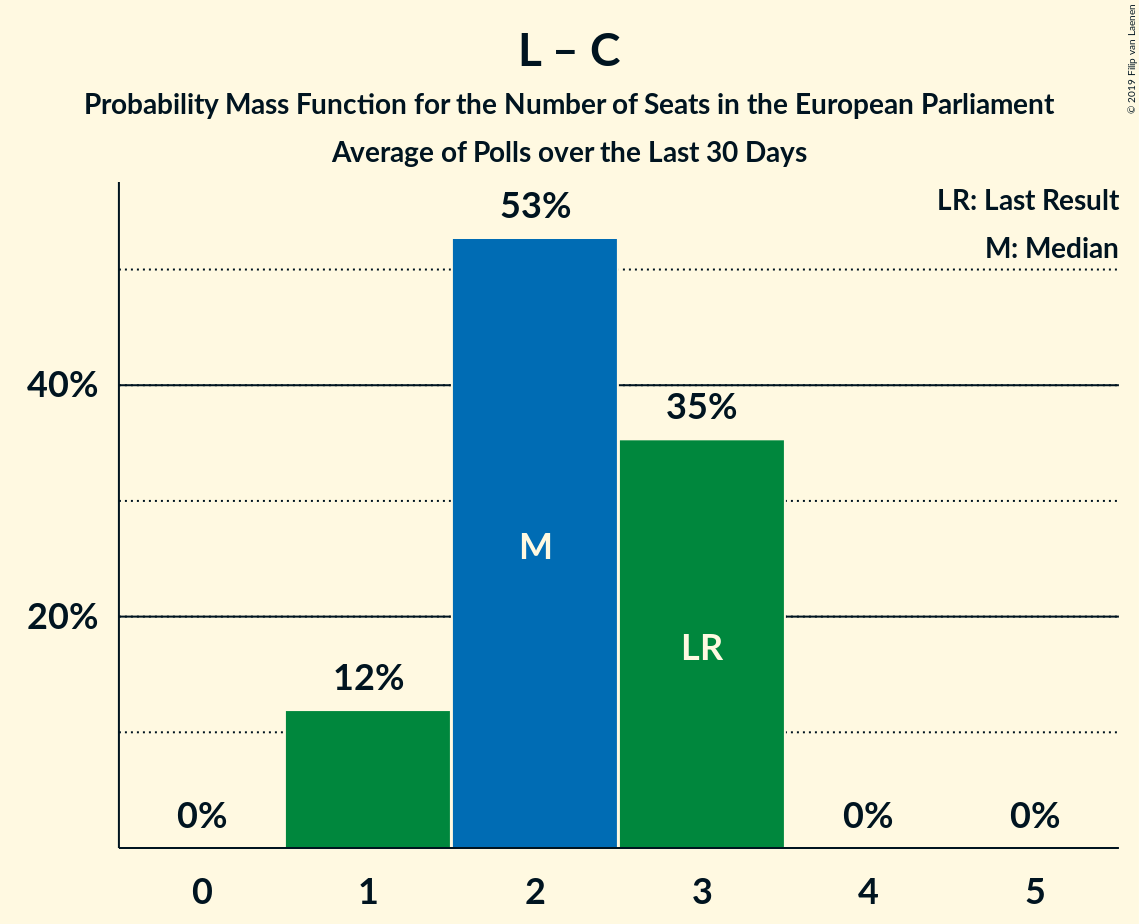 L – C
Probability Mass Function for the Number of Seats in the European Parliament
Average of Polls over the Last 30 Days
© 2019 Filip van Laenen
LR: Last Result
M: Median
53%
40%
35%
M
20%
LR
12%
0%
0%
0%
0 1 2 3 4 5